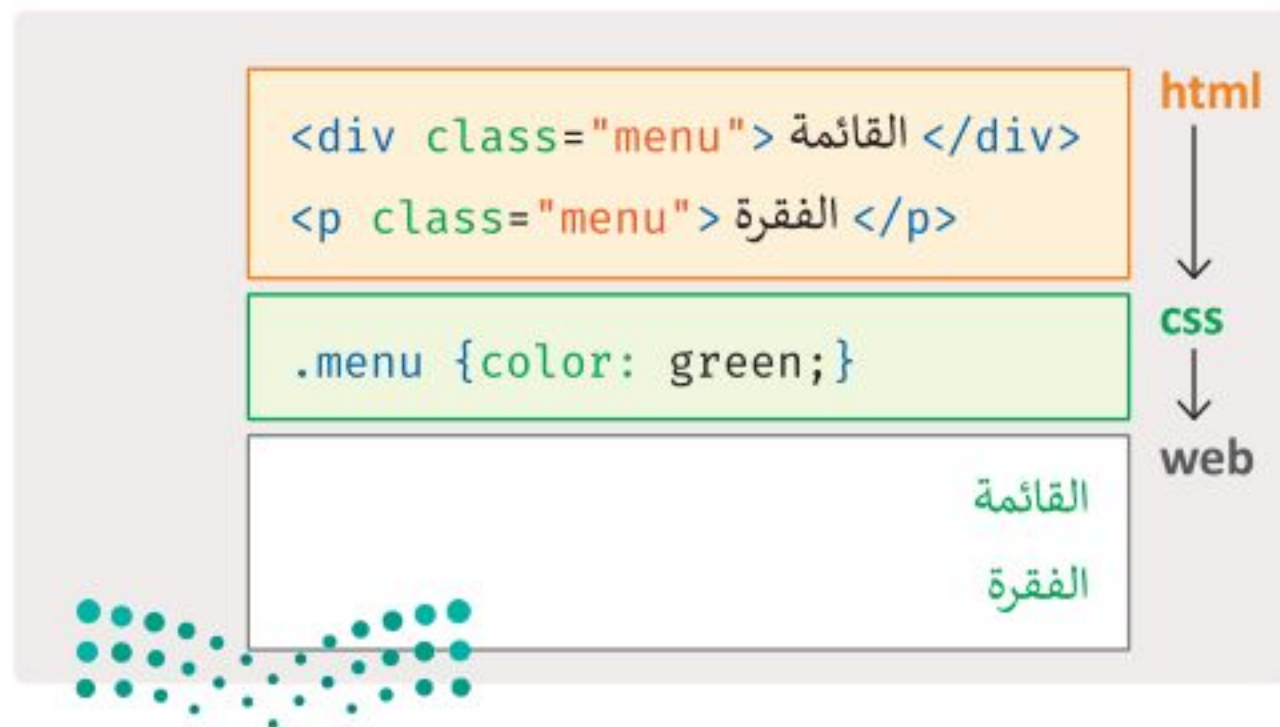 html
<div class="menu"> القائمة </div>
<p class="menu"> الفقرة </p>
css
.menu {color: green;}
web
القائمة
الفقرة